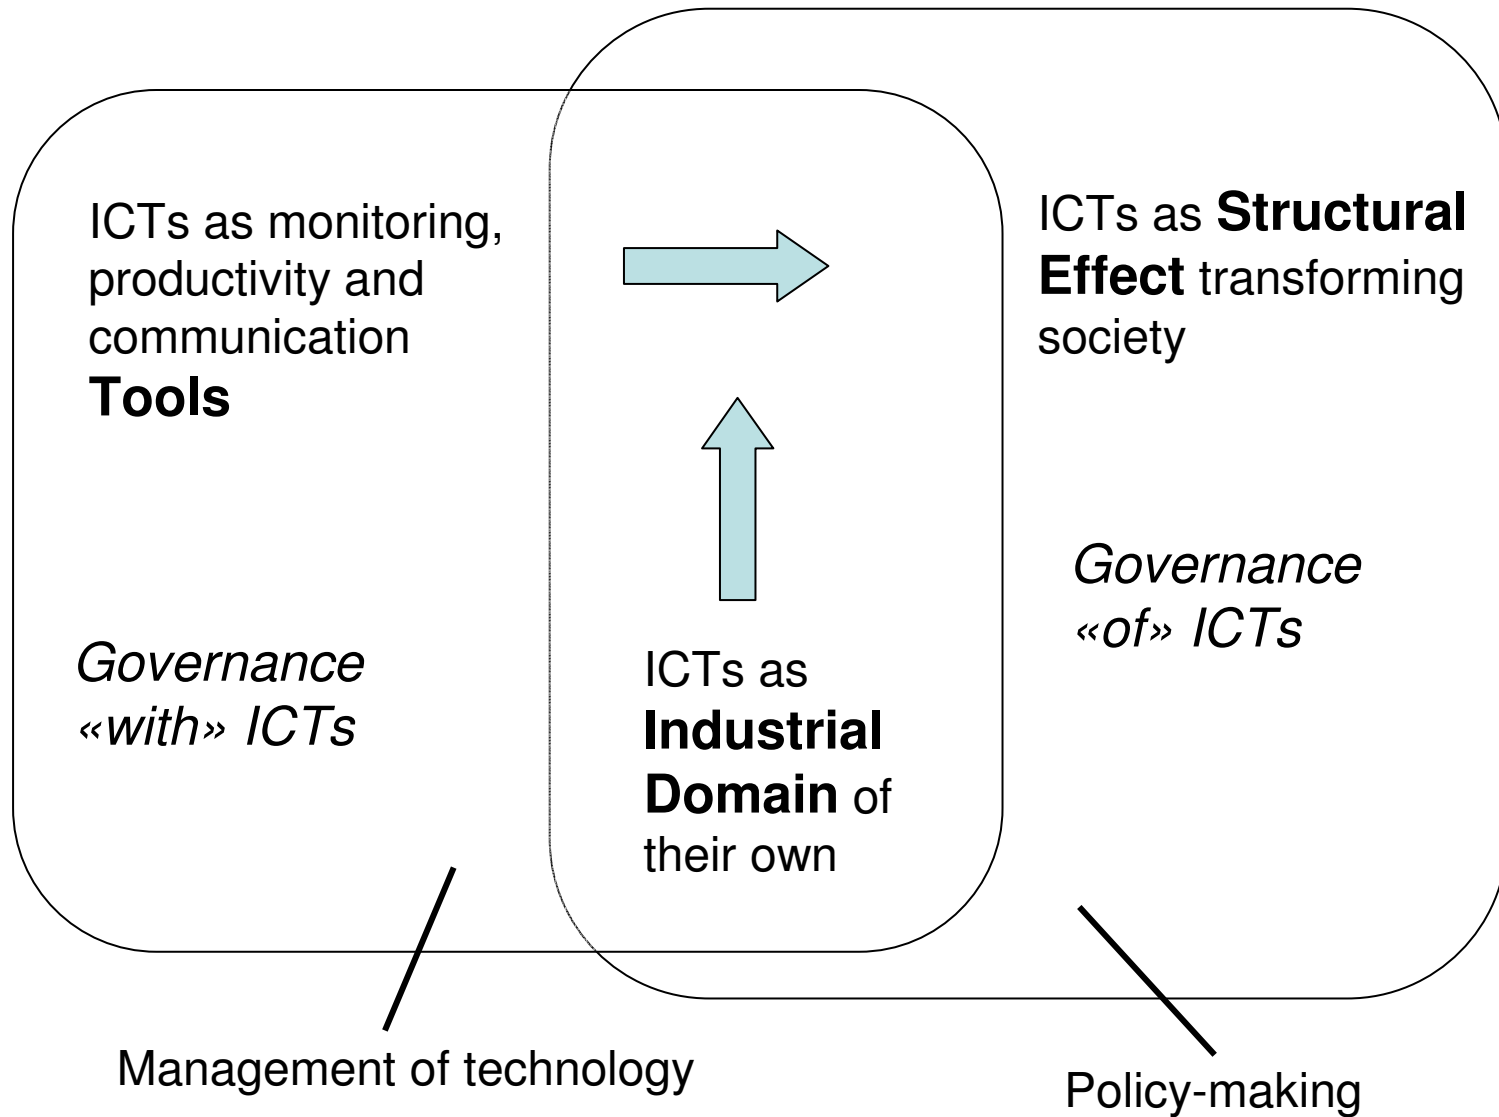 ICTs as monitoring,
productivity and
communication
Tools
ICTs as Structural
Effect transforming
society
Governance
«with» ICTs
ICTs as
Industrial
Domain of
their own
Governance
«of» ICTs
Management of technology
Policy-making